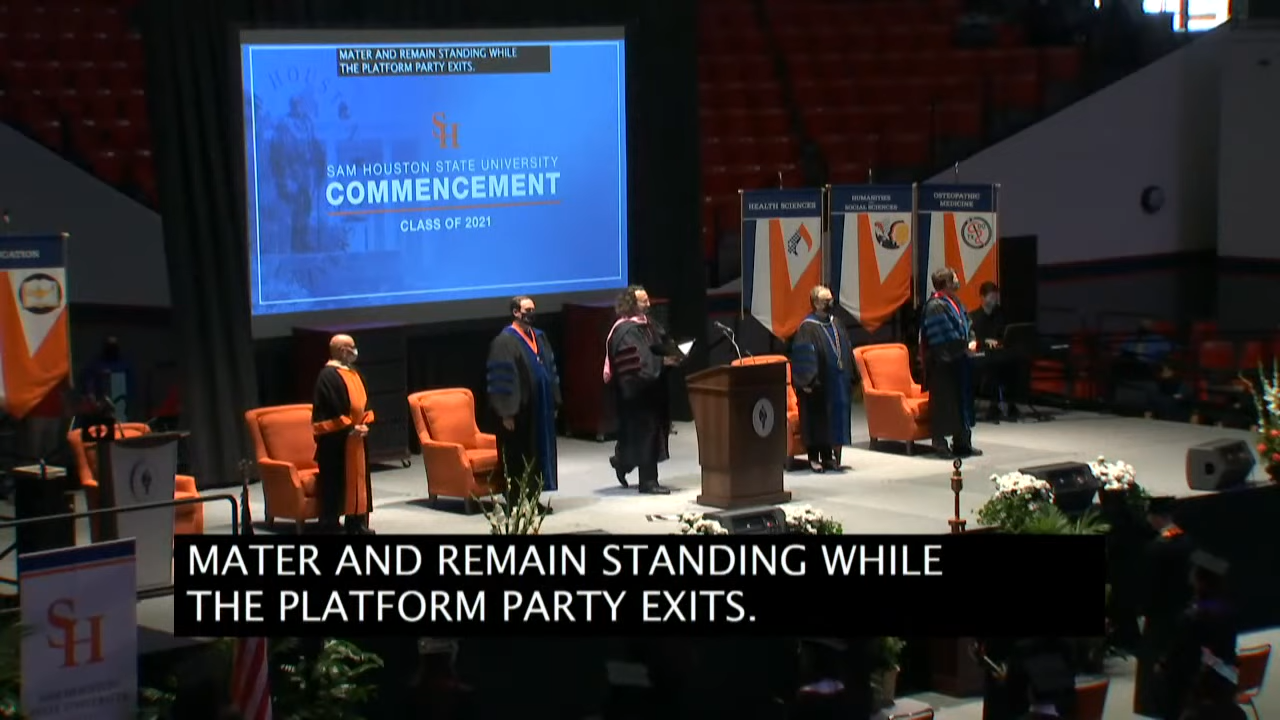 MATER AND REMAIN STANDING WHILE
THE PLATFORM PARTY EXITS.
SH
SAM HOUSTON STATE UNIVERSITY
COMMENCEMENT
CLASS OF 2021
HEALTH SCIENCES
HUMANITIES
SOCIAL SCIENCES
OSTEOPATHIC
MEDICINE
MATER AND REMAIN STANDING WHILE
THE PLATFORM PARTY EXITS.
SH